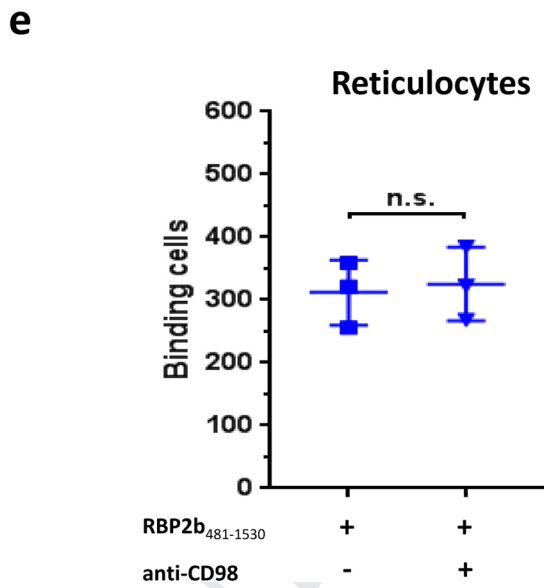 e
Reticulocytes
600
500
400
300
200
100
0
Binding cells
n.s.
RBP2b481-1530 + +
anti-CD98 - +